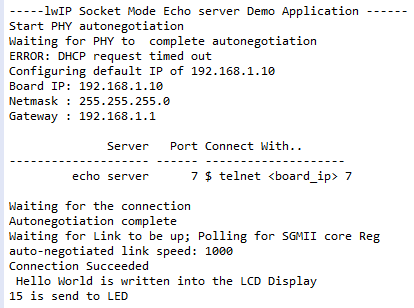 -----lwIP Socket Mode Echo server Demo Application ------
Start PHY autonegotiation
Waiting for PHY to  complete autonegotiation
ERROR: DHCP request timed out
Configuring default IP of 192.168.1.10
Board IP: 192.168.1.10
Netmask : 255.255.255.0
Gateway : 192.168.1.1
              Server   Port Connect With..
-------------------- ------ --------------------
         echo server      7 $ telnet <board_ip> 7
Waiting for the connection
Autonegotiation complete
Waiting for Link to be up; Polling for SGMII core Reg
auto-negotiated link speed: 1000
Connection Succeeded
 Hello World is written into the LCD Display
15 is send to LED